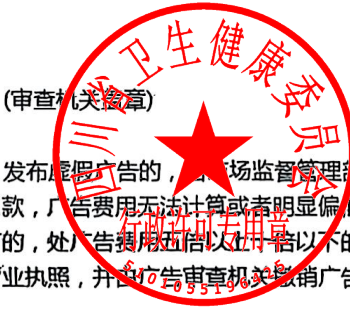 四川省卫生健康委员会
行政许可专用章
5101055196425
(审查机关盖章)
发布虚假广告的,由市场监督管理部
款,广告费用无法计算或者明显偏
的,处广告费用五倍以上十倍以下的
业执照,并由广告审查机关撤销广告